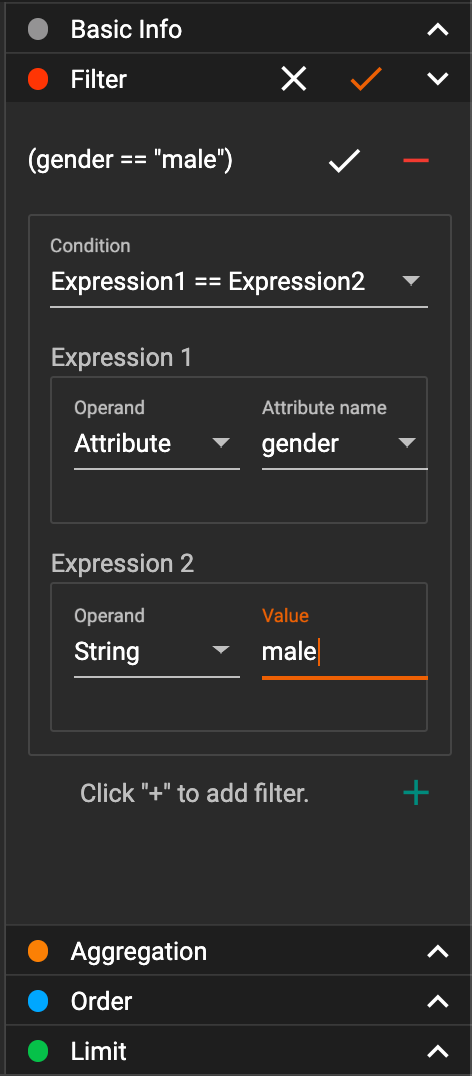 Basic Info
Filter
(gender == "male")
Condition
Expression1 == Expression2
Expression 1
Operand Attribute name
Attribute gender
Expression 2
Operand Value
String male
Click "+" to add filter.
Aggregation
Order
Limit